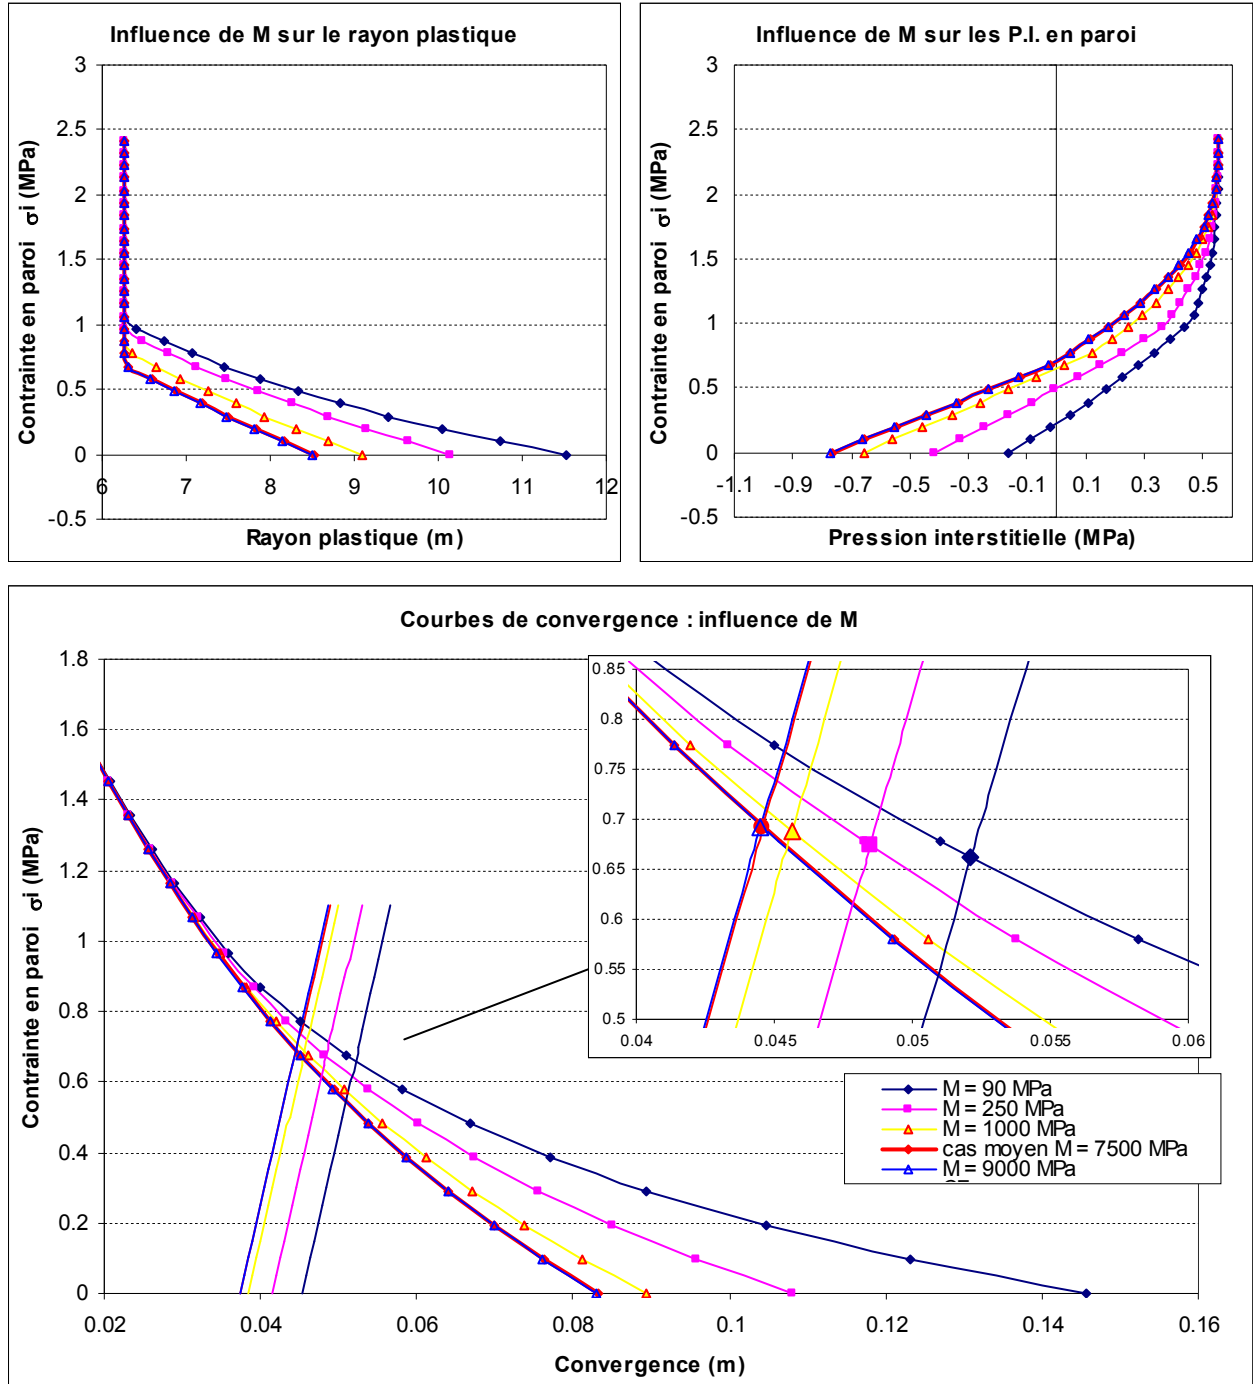 Influence de M sur le rayon plastique
3
2.5
2
1.5
1
0.5
0
-0.5
Contrainte en paroi σi (MPa)
6 7 8 9 10 11 12
Rayon plastique (m)
Influence de M sur les P.I. en paroi
3
2.5
2
1.5
1
0.5
0
-0.5
Contrainte en paroi σi (MPa)
-1.1 -0.9 -0.7 -0.5 -0.3 -0.1 0.1 0.3 0.5
Pression interstitielle (MPa)
Courbes de convergence : influence de M
1.8
1.6
1.4
1.2
1
0.8
0.6
0.4
0.2
0
Contrainte en paroi σi (MPa)
0.02 0.04 0.06 0.08 0.1 0.12 0.14 0.16
Convergence (m)
0.85
0.8
0.75
0.7
0.65
0.6
0.55
0.5
0.04 0.045 0.05 0.055 0.06
M = 90 MPa
M = 250 MPa
M = 1000 MPa
cas moyen M = 7500 MPa
M = 9000 MPa